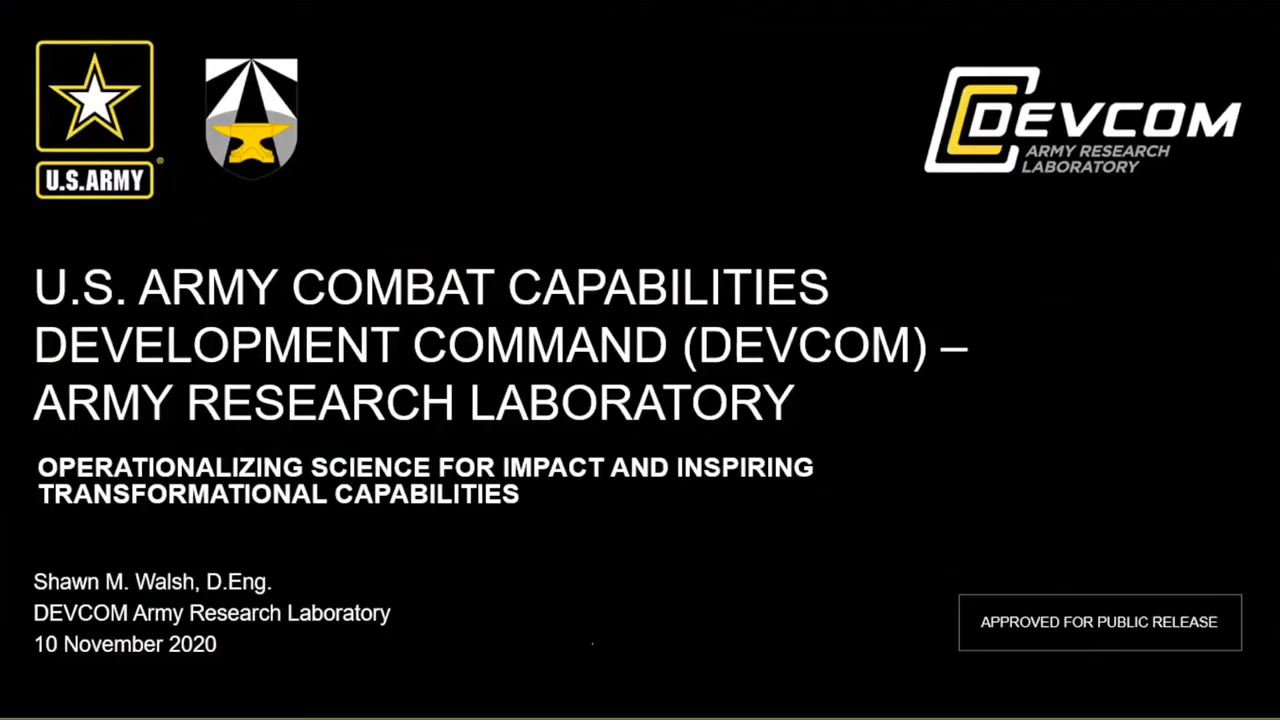 U.S.ARMY
DEVCOM
ARMY RESEARCH
LABORATORY
U.S. ARMY COMBAT CAPABILITIES
DEVELOPMENT COMMAND (DEVCOM) –
ARMY RESEARCH LABORATORY
OPERATIONALIZING SCIENCE FOR IMPACT AND INSPIRING
TRANSFORMATIONAL CAPABILITIES
Shawn M. Walsh, D.Eng.
DEVCOM Army Research Laboratory
10 November 2020
APPROVED FOR PUBLIC RELEASE